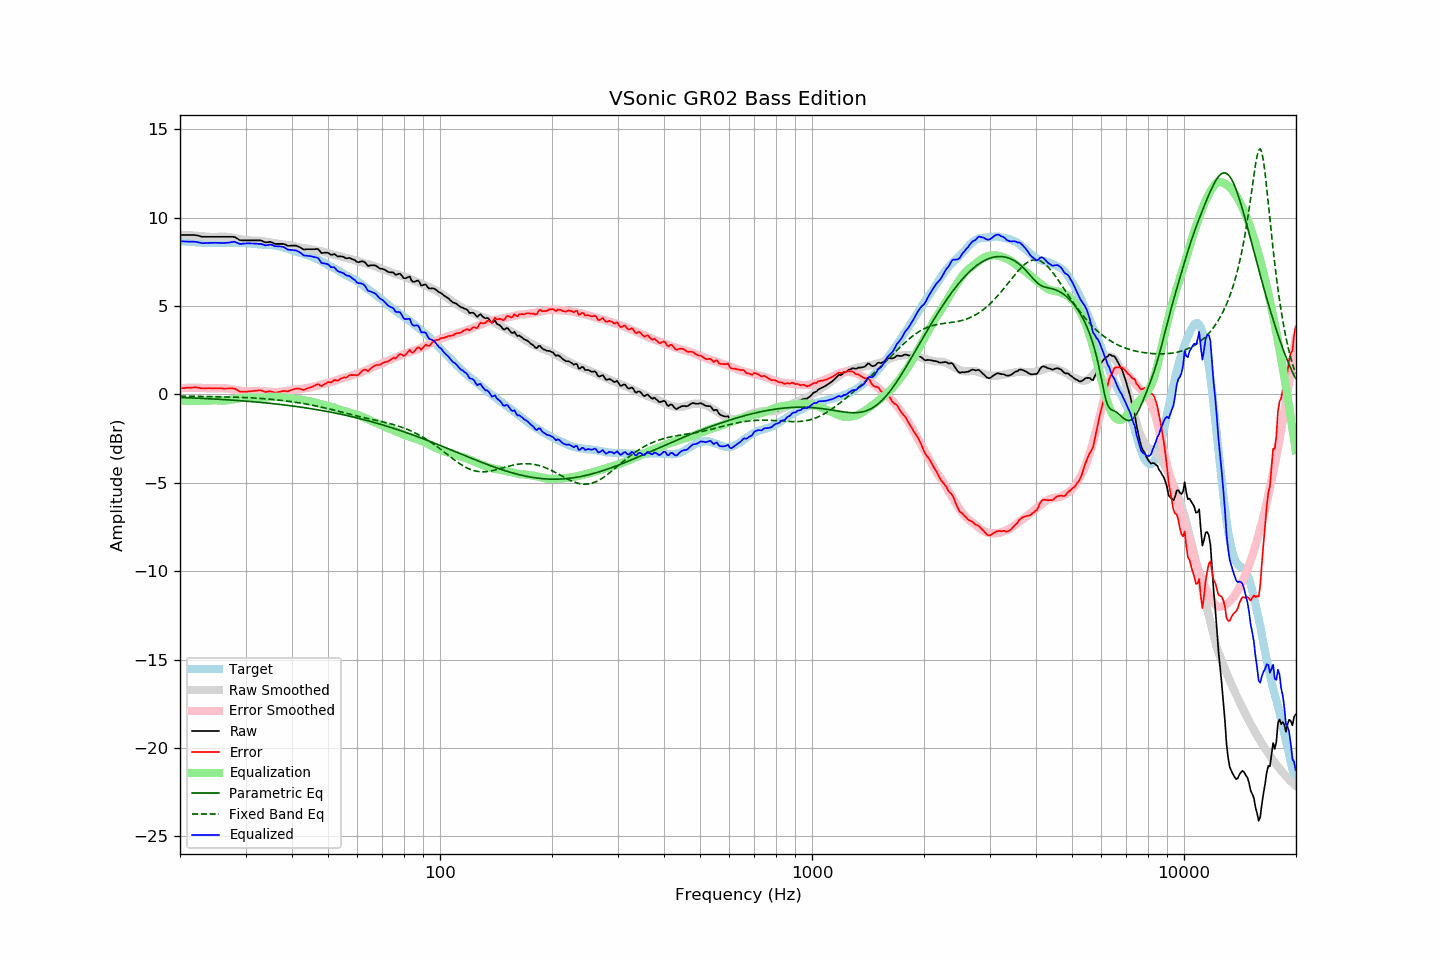 VSonic GR02 Bass Edition
15
10
5
0
−5
−10
−15
−20
−25
Amplitude (dBr)
Target
Raw Smoothed
Error Smoothed
Raw
Error
Equalization
Parametric Eq
Fixed Band Eq
Equalized
100
1000
10000
Frequency (Hz)